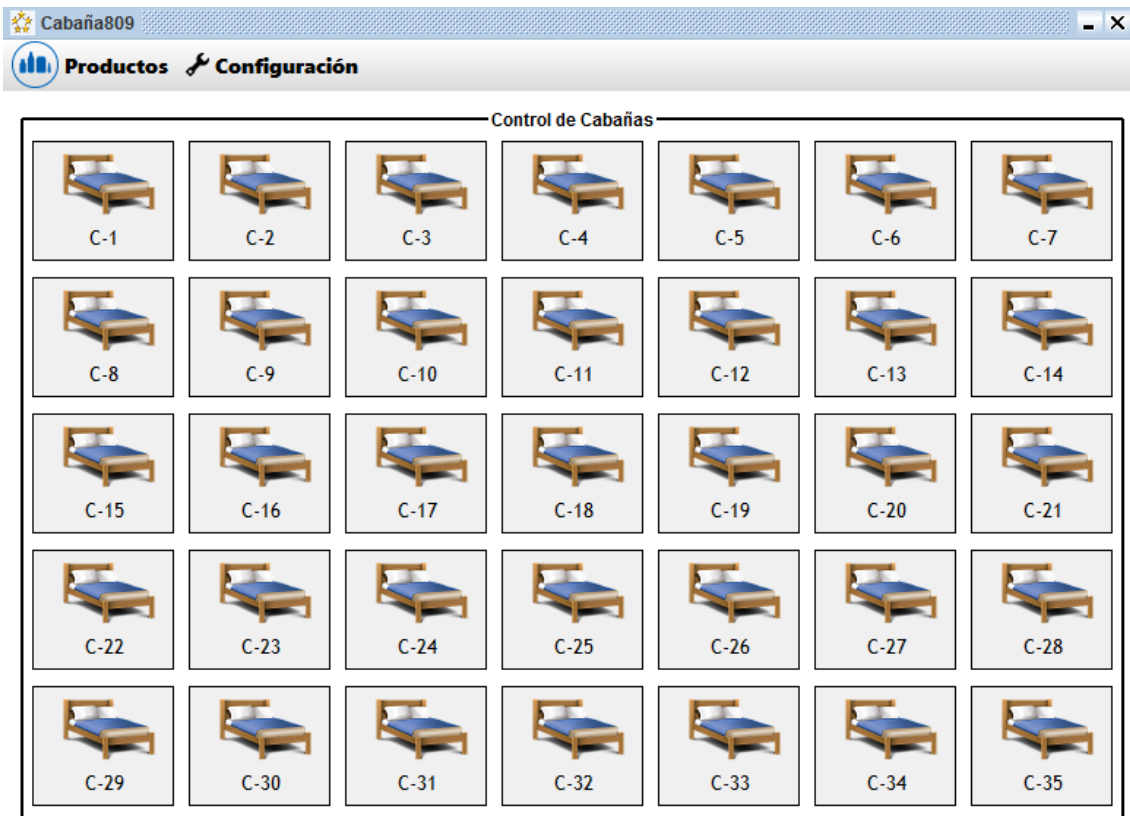 Cabaña809
Productos Configuración
Control de Cabañas
C-1 C-2 C-3 C-4 C-5 C-6 C-7
C-8 C-9 C-10 C-11 C-12 C-13 C-14
C-15 C-16 C-17 C-18 C-19 C-20 C-21
C-22 C-23 C-24 C-25 C-26 C-27 C-28
C-29 C-30 C-31 C-32 C-33 C-34 C-35